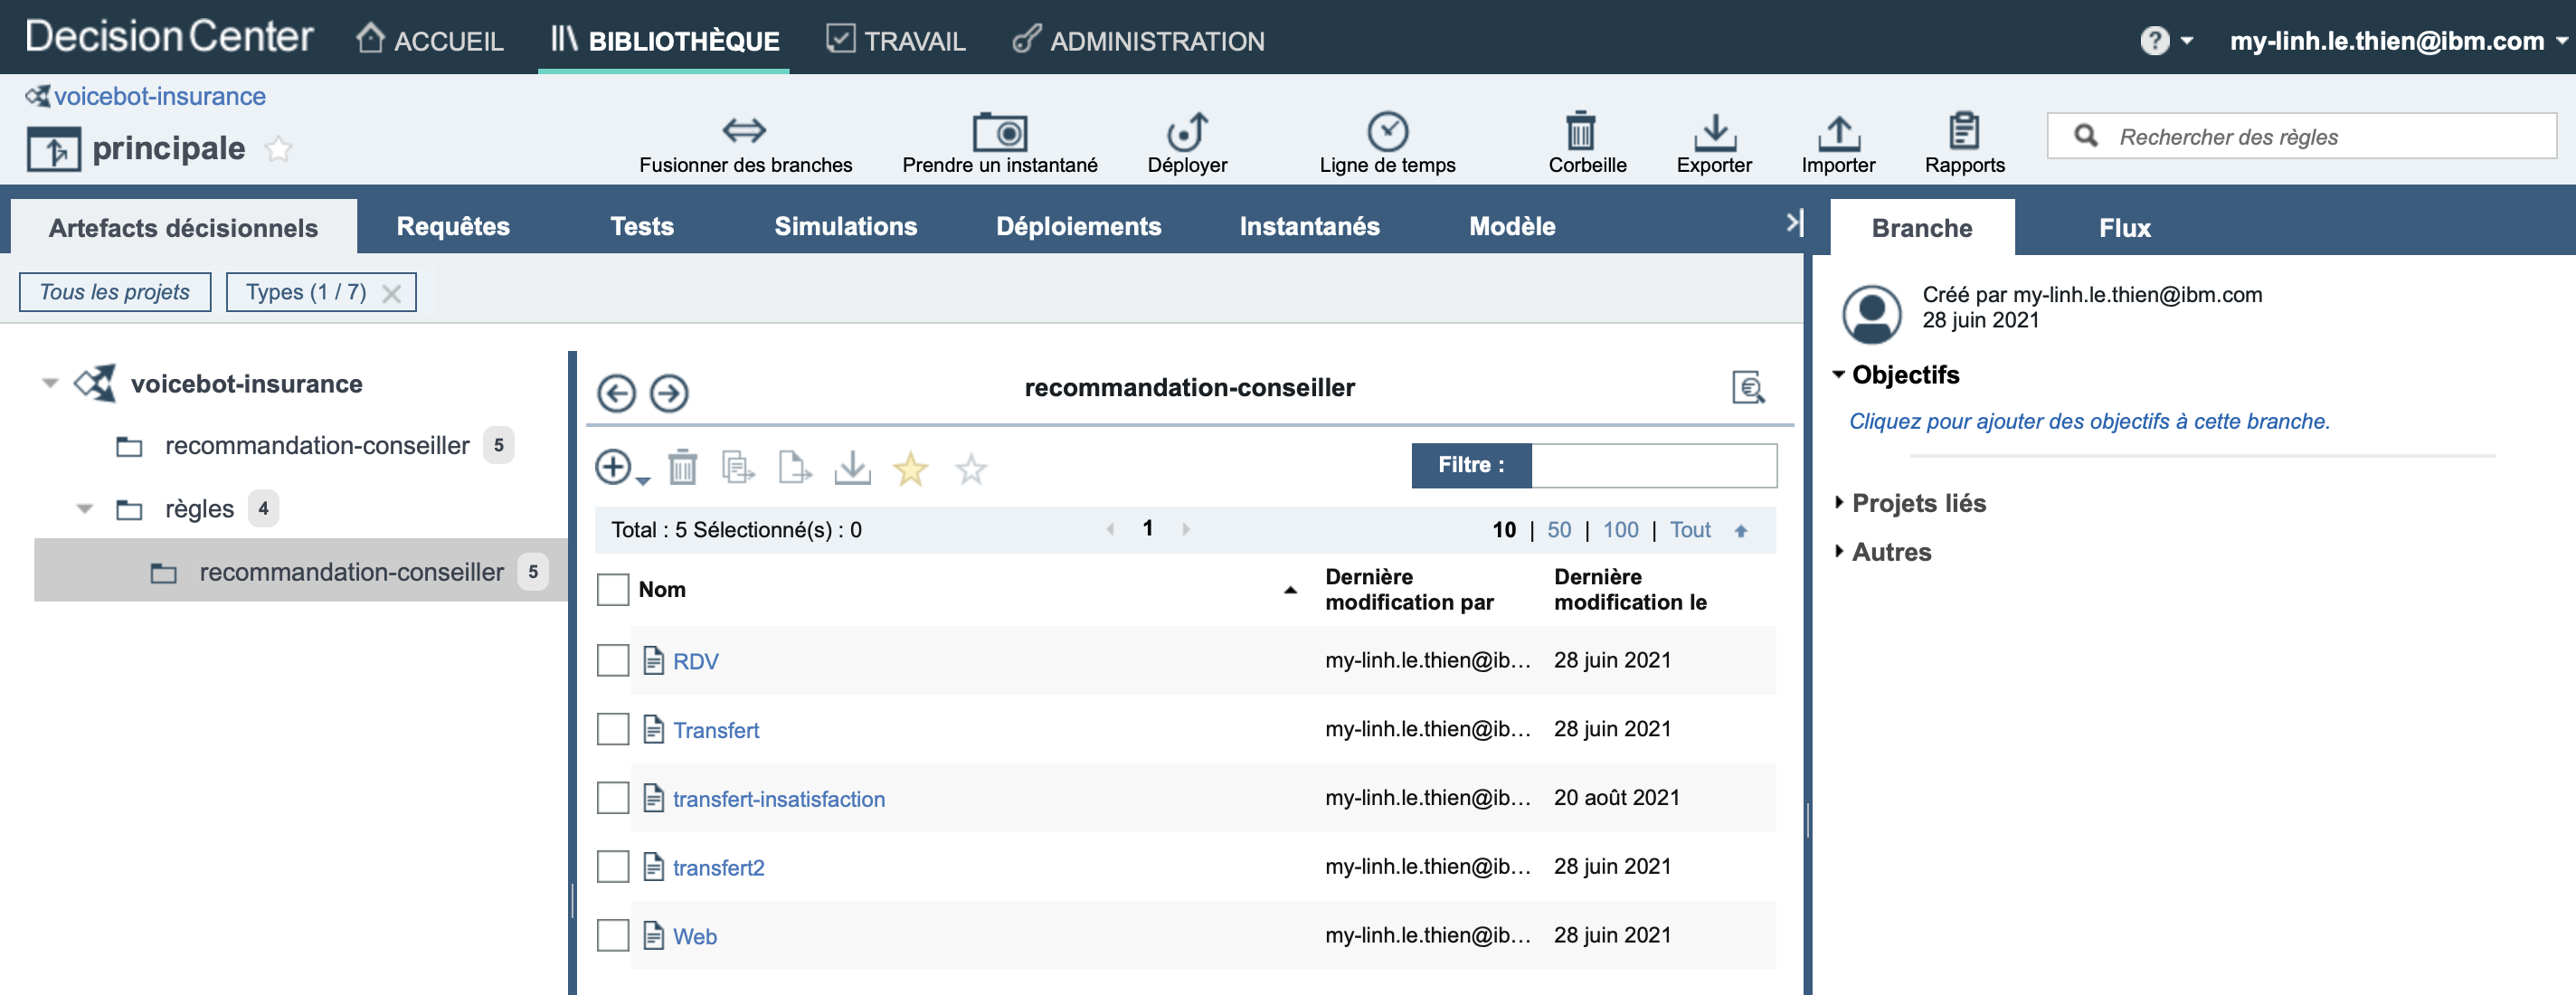 Decision Center ACCUEIL BIBLIOTHÈQUE TRAVAIL ADMINISTRATION ? my-linh.le.thien@ibm.com
voicebot-insurance
principale
Fusionner des branches Prendre un instantané Déployer Ligne de temps Corbeille Exporter Importer Rapports Rechercher des règles
Artefacts décisionnels Requêtes Tests Simulations Déploiements Instantanés Modèle
Tous les projets Types (1 / 7)
voicebot-insurance
recommandation-conseiller 5
règles 4
recommandation-conseiller 5
recommandation-conseiller
Filtre :
Total : 5 Sélectionné(s) : 0 1 10 | 50 | 100 | Tout
Nom Dernière modification par Dernière modification le
RDV my-linh.le.thien@ib... 28 juin 2021
Transfert my-linh.le.thien@ib... 28 juin 2021
transfert-insatisfaction my-linh.le.thien@ib... 20 août 2021
transfert2 my-linh.le.thien@ib... 28 juin 2021
Web my-linh.le.thien@ib... 28 juin 2021
Branche Flux
Créé par my-linh.le.thien@ibm.com
28 juin 2021
Objectifs
Cliquez pour ajouter des objectifs à cette branche.
Projets liés
Autres